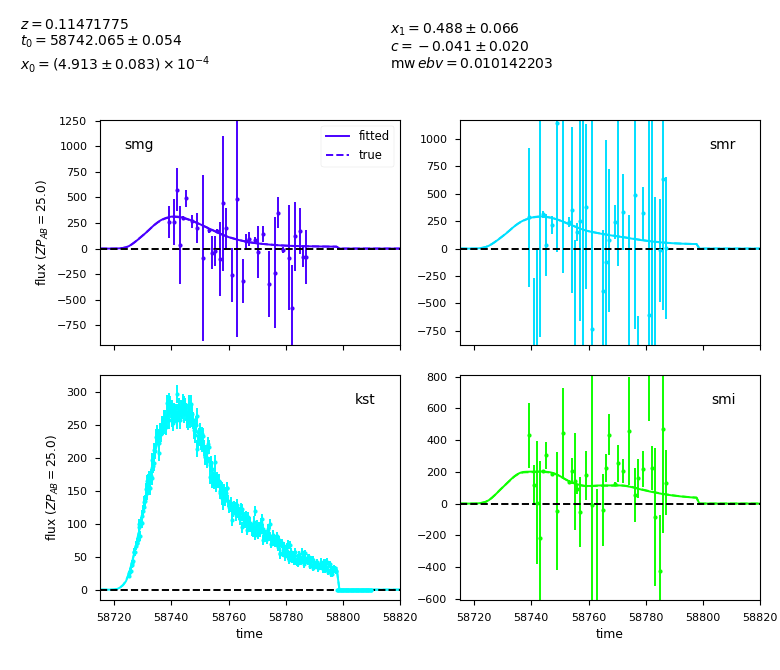 z = 0.11471775
t₀ = 58742.065 ± 0.054
x₀ = (4.913 ± 0.083) × 10⁻⁴
x₁ = 0.488 ± 0.066
c = −0.041 ± 0.020
mw ebv = 0.010142203
smg
fitted
true
1250
1000
750
500
250
0
−250
−500
−750
flux (ZP_AB = 25.0)
smr
1000
750
500
250
0
−250
−500
−750
kst
300
250
200
150
100
50
0
flux (ZP_AB = 25.0)
58720 58740 58760 58780 58800 58820
time
smi
800
600
400
200
0
−200
−400
−600
58720 58740 58760 58780 58800 58820
time